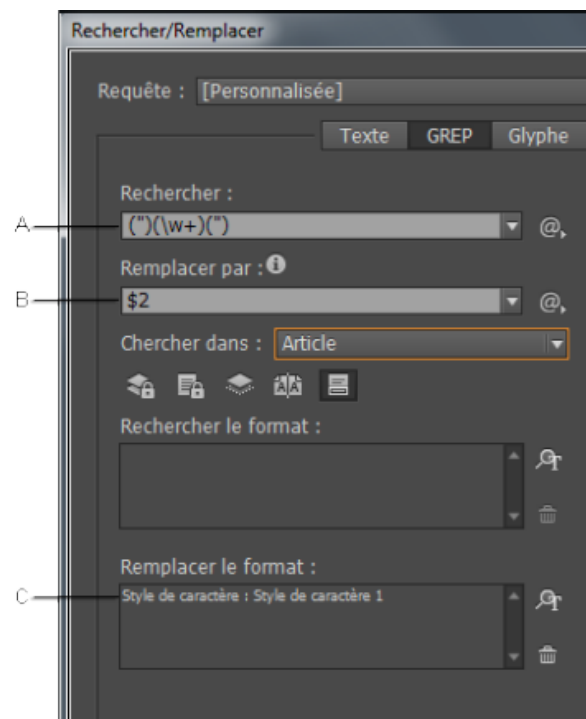 Rechercher/Remplacer
Requête : [Personnalisée]
Texte GREP Glyphe
Rechercher :
A (")(\w+)(") @
Remplacer par : i
B $2 @
Chercher dans : Article
Rechercher le format :
Remplacer le format :
C Style de caractère : Style de caractère 1